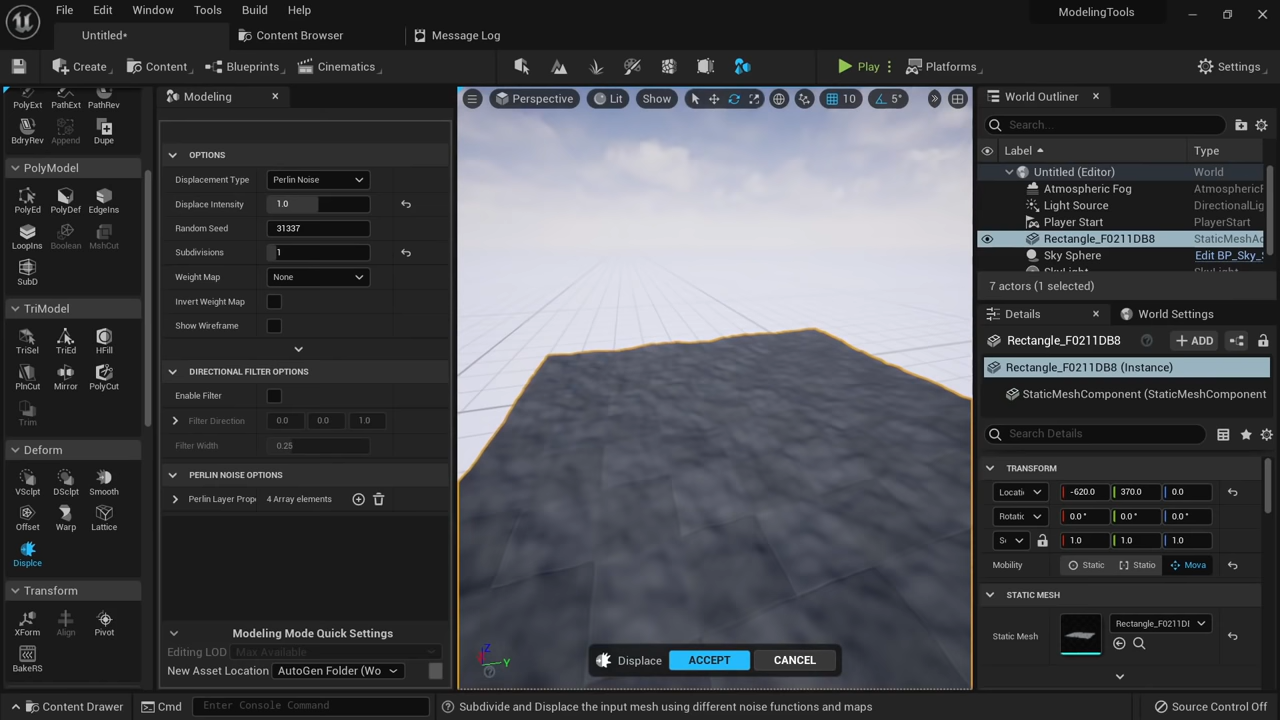 File Edit Window Tools Build Help ModelingTools
Untitled* Content Browser Message Log
Create Content Blueprints Cinematics Play Platforms Settings
PolyExt PathExt PathRev
BdryRev Append Dupe
PolyModel
PolyEd PolyDef EdgeIns
LoopIns Boolean MshCut
SubD
TriModel
TriSel TriEd HFill
PlnCut Mirror PolyCut
Trim
Deform
VSclpt DSclpt Smooth
Offset Warp Lattice
Displce
Transform
XForm Align Pivot
BakeRS
Modeling
OPTIONS
Displacement Type Perlin Noise
Displace Intensity 1.0
Random Seed 31337
Subdivisions 1
Weight Map None
Invert Weight Map
Show Wireframe
DIRECTIONAL FILTER OPTIONS
Enable Filter
Filter Direction 0.0 0.0 1.0
Filter Width 0.25
PERLIN NOISE OPTIONS
Perlin Layer Prope 4 Array elements
Modeling Mode Quick Settings
Editing LOD Max Available
New Asset Location AutoGen Folder (Wo
Perspective Lit Show 10 5°
Z
Y
Displace ACCEPT CANCEL
World Outliner
Search...
Label Type
Untitled (Editor) World
Atmospheric Fog Atmospheric
Light Source DirectionalLig
Player Start PlayerStart
Rectangle_F0211DB8 StaticMeshAc
Sky Sphere Edit BP_Sky_
SkyLight SkyLight
7 actors (1 selected)
Details World Settings
Rectangle_F0211DB8 ADD
Rectangle_F0211DB8 (Instance)
StaticMeshComponent (StaticMeshComponent
Search Details
TRANSFORM
Locati -620.0 370.0 0.0
Rotatio 0.0° 0.0° 0.0°
1.0 1.0 1.0
Mobility Static Statio Mova
STATIC MESH
Static Mesh Rectangle_F0211DI
Content Drawer Cmd Enter Console Command Subdivide and Displace the input mesh using different noise functions and maps Source Control Off